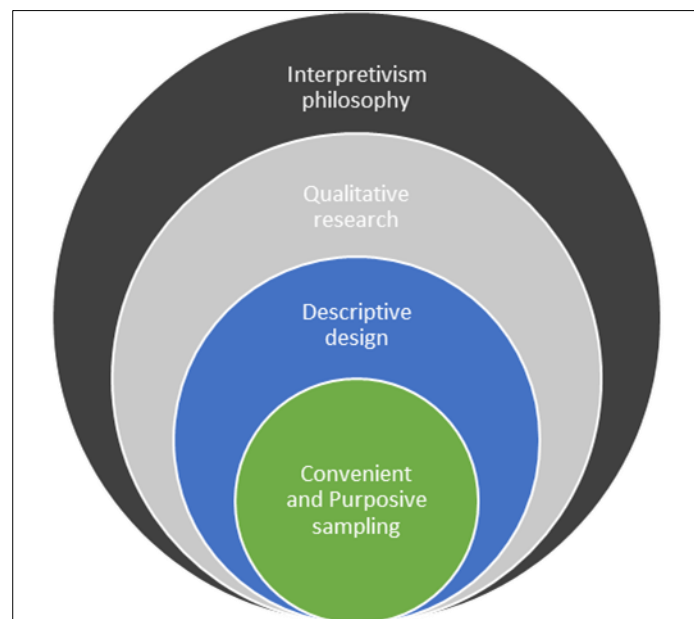 Interpretivism
philosophy
Qualitative
research
Descriptive
design
Convenient
and Purposive
sampling